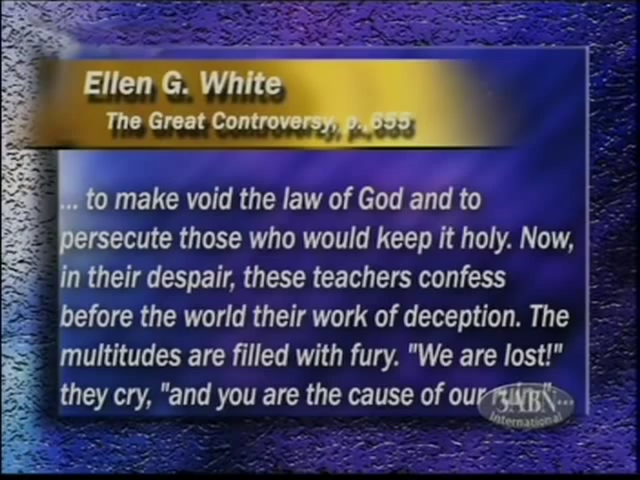 Ellen G. White
The Great Controversy, p. 655
... to make void the law of God and to
persecute those who would keep it holy. Now,
in their despair, these teachers confess
before the world their work of deception. The
multitudes are filled with fury. "We are lost!"
they cry, "and you are the cause of our
3ABN
International